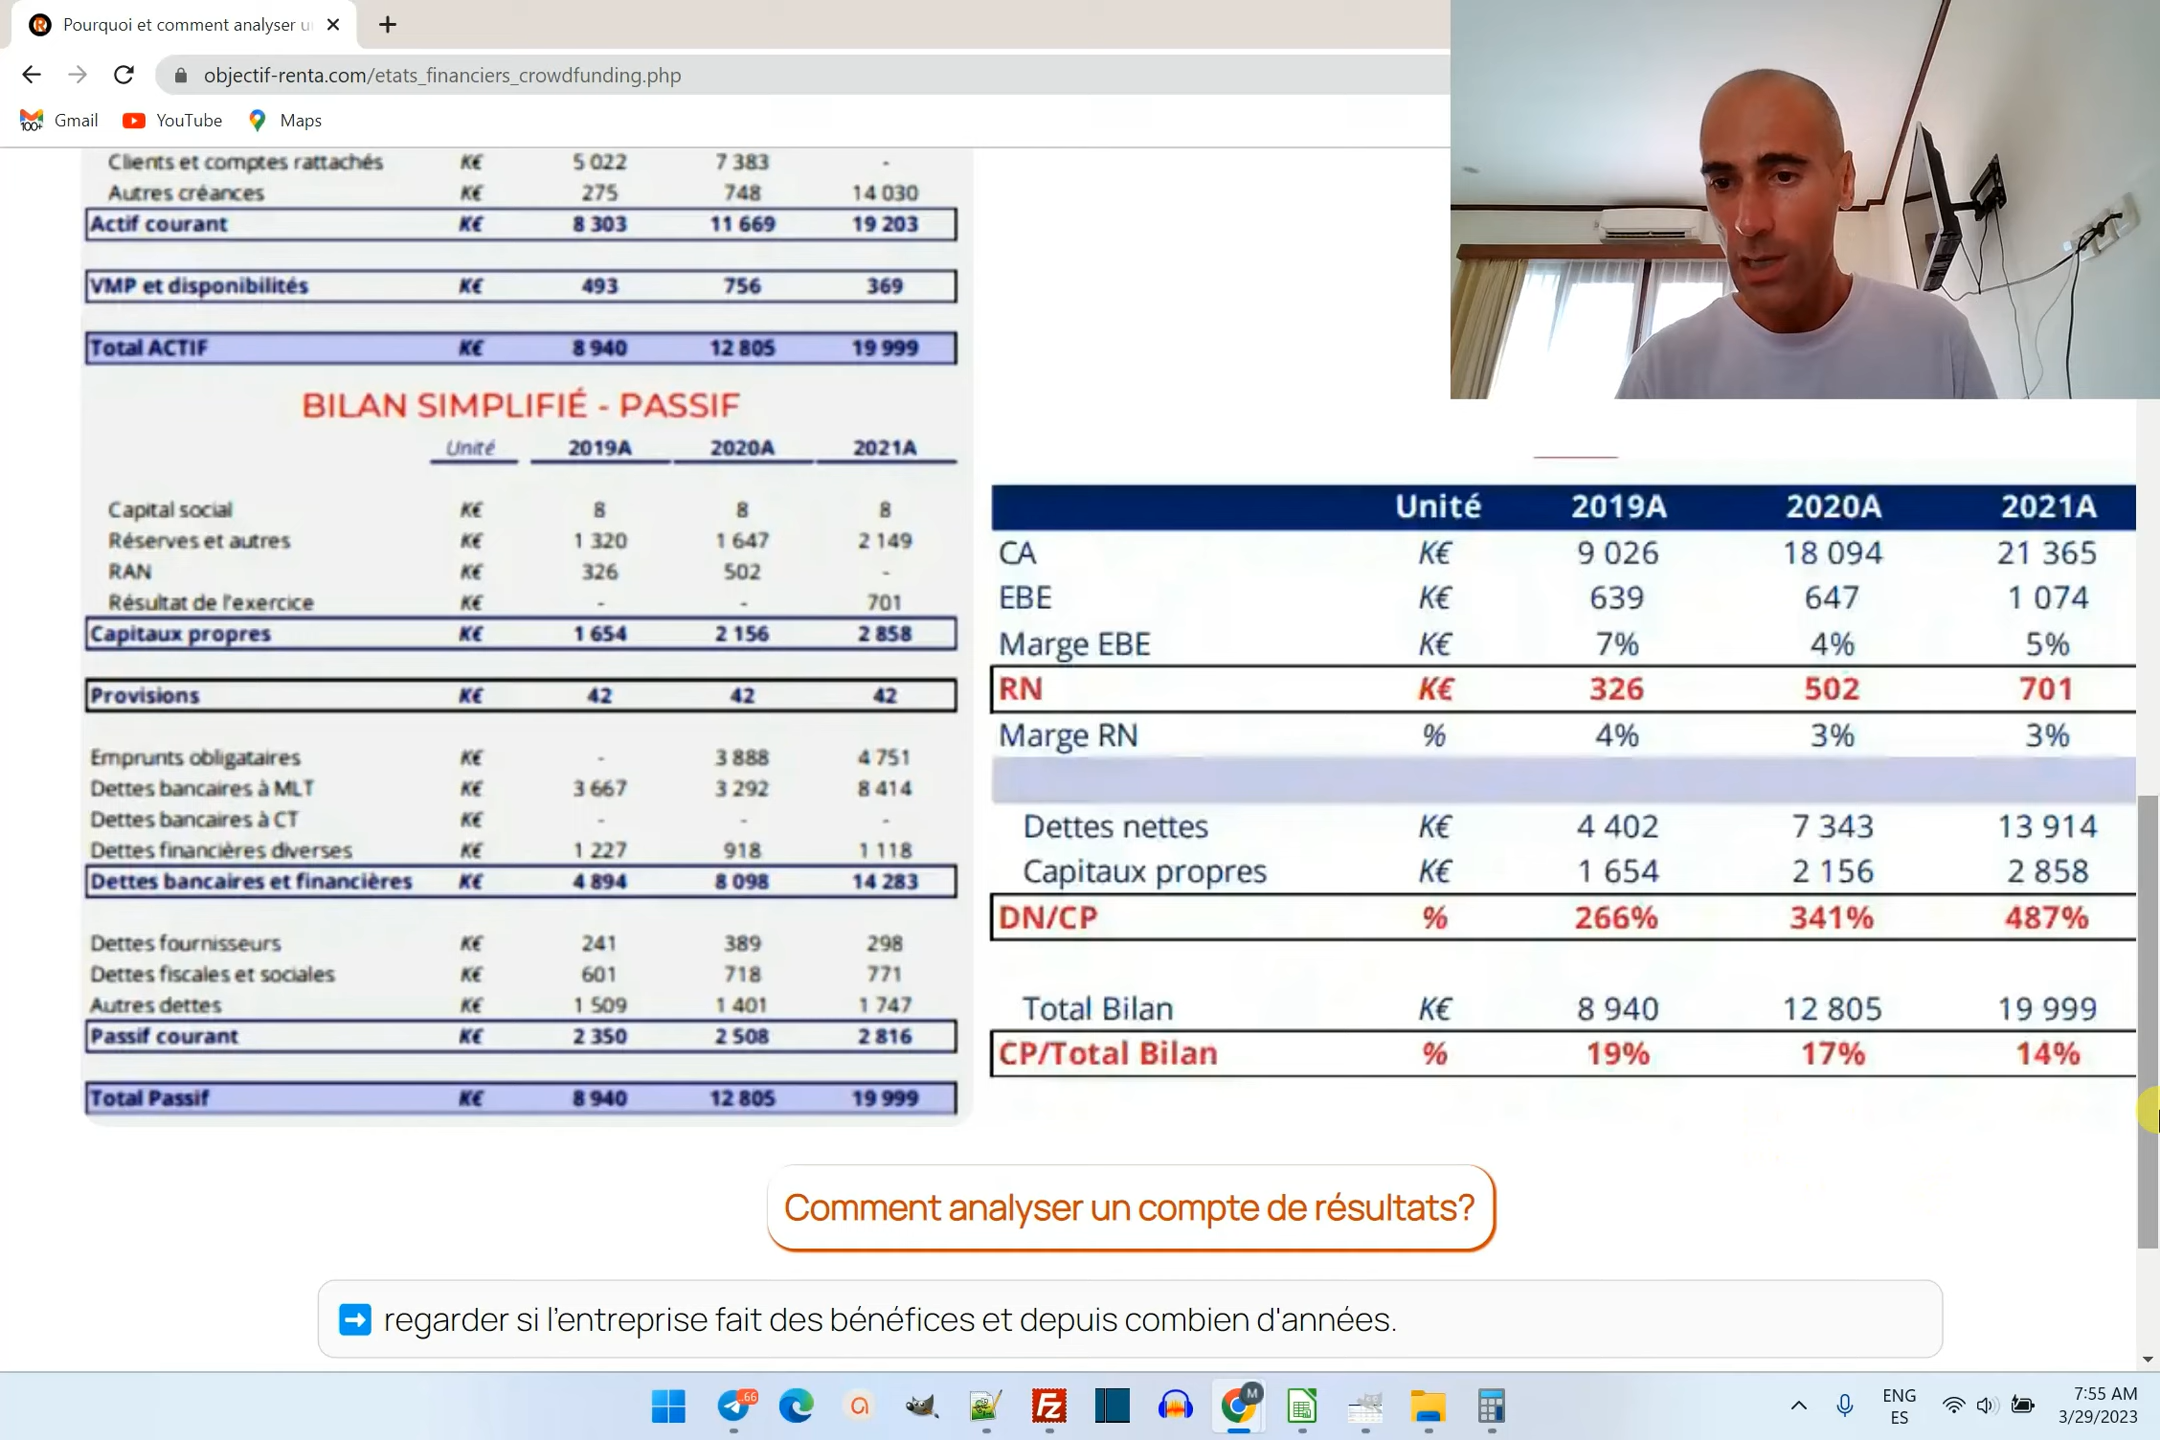 Pourquoi et comment analyser u
objectif-renta.com/etats_financiers_crowdfunding.php
100+ Gmail YouTube Maps
Clients et comptes rattachés K€ 5 022 7 383 -
Autres créances K€ 275 748 14 030
Actif courant K€ 8 303 11 669 19 203
VMP et disponibilités K€ 493 756 369
Total ACTIF K€ 8 940 12 805 19 999
BILAN SIMPLIFIÉ - PASSIF
Unité 2019A 2020A 2021A
Capital social K€ 8 8 8
Réserves et autres K€ 1 320 1 647 2 149
RAN K€ 326 502 -
Résultat de l'exercice K€ - - 701
Capitaux propres K€ 1 654 2 156 2 858
Provisions K€ 42 42 42
Emprunts obligataires K€ - 3 888 4 751
Dettes bancaires à MLT K€ 3 667 3 292 8 414
Dettes bancaires à CT K€ - - -
Dettes financières diverses K€ 1 227 918 1 118
Dettes bancaires et financières K€ 4 894 8 098 14 283
Dettes fournisseurs K€ 241 389 298
Dettes fiscales et sociales K€ 601 718 771
Autres dettes K€ 1 509 1 401 1 747
Passif courant K€ 2 350 2 508 2 816
Total Passif K€ 8 940 12 805 19 999
Unité 2019A 2020A 2021A
CA K€ 9 026 18 094 21 365
EBE K€ 639 647 1 074
Marge EBE K€ 7% 4% 5%
RN K€ 326 502 701
Marge RN % 4% 3% 3%
Dettes nettes K€ 4 402 7 343 13 914
Capitaux propres K€ 1 654 2 156 2 858
DN/CP % 266% 341% 487%
Total Bilan K€ 8 940 12 805 19 999
CP/Total Bilan % 19% 17% 14%
Comment analyser un compte de résultats?
regarder si l'entreprise fait des bénéfices et depuis combien d'années.
66
M
ENG
ES
7:55 AM
3/29/2023